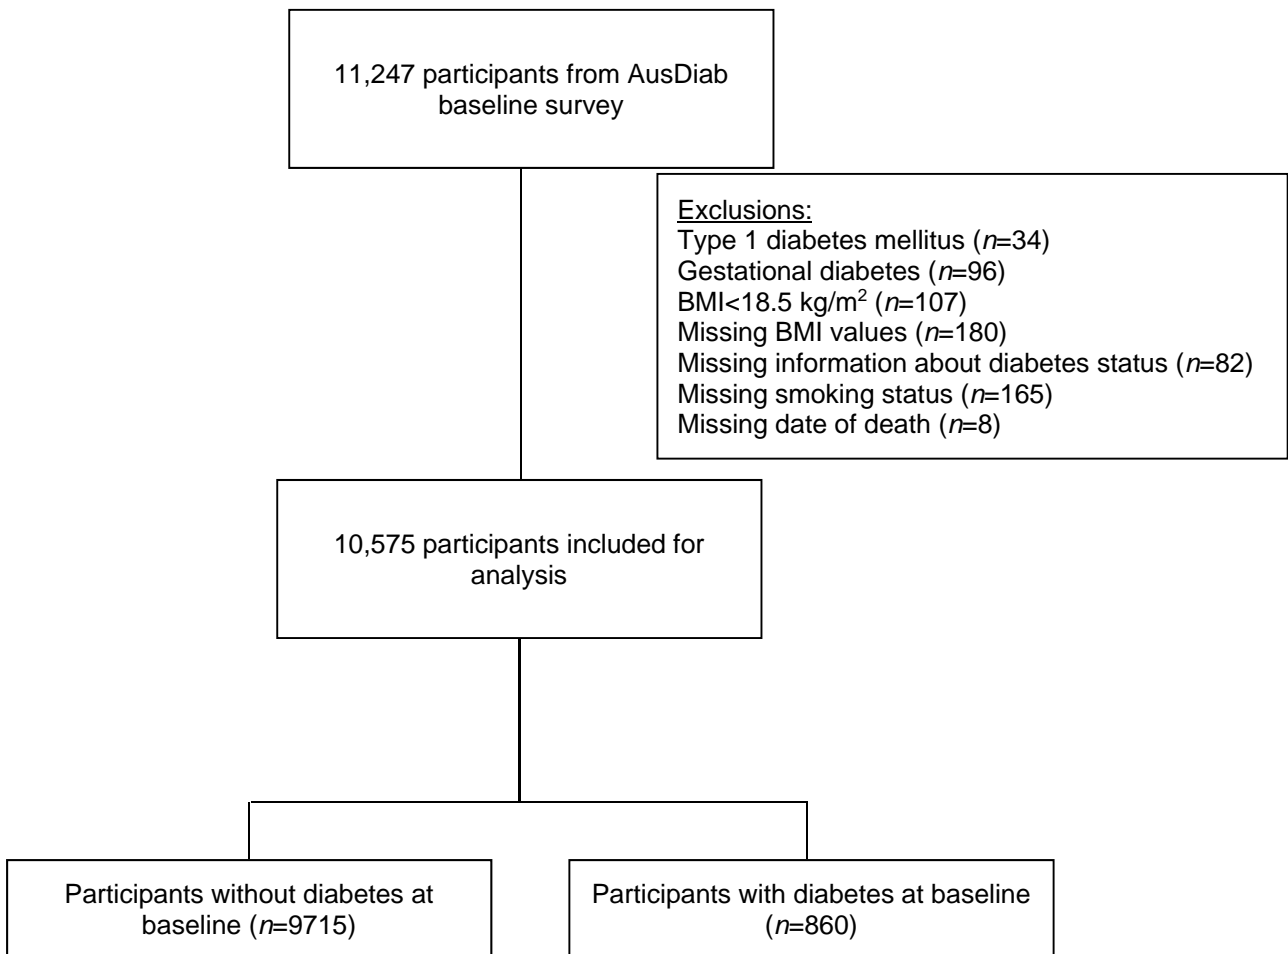 11,247 participants from AusDiab
baseline survey
Exclusions:
Type 1 diabetes mellitus (n=34)
Gestational diabetes (n=96)
BMI<18.5 kg/m² (n=107)
Missing BMI values (n=180)
Missing information about diabetes status (n=82)
Missing smoking status (n=165)
Missing date of death (n=8)
10,575 participants included for
analysis
Participants without diabetes at
baseline (n=9715)
Participants with diabetes at baseline
(n=860)